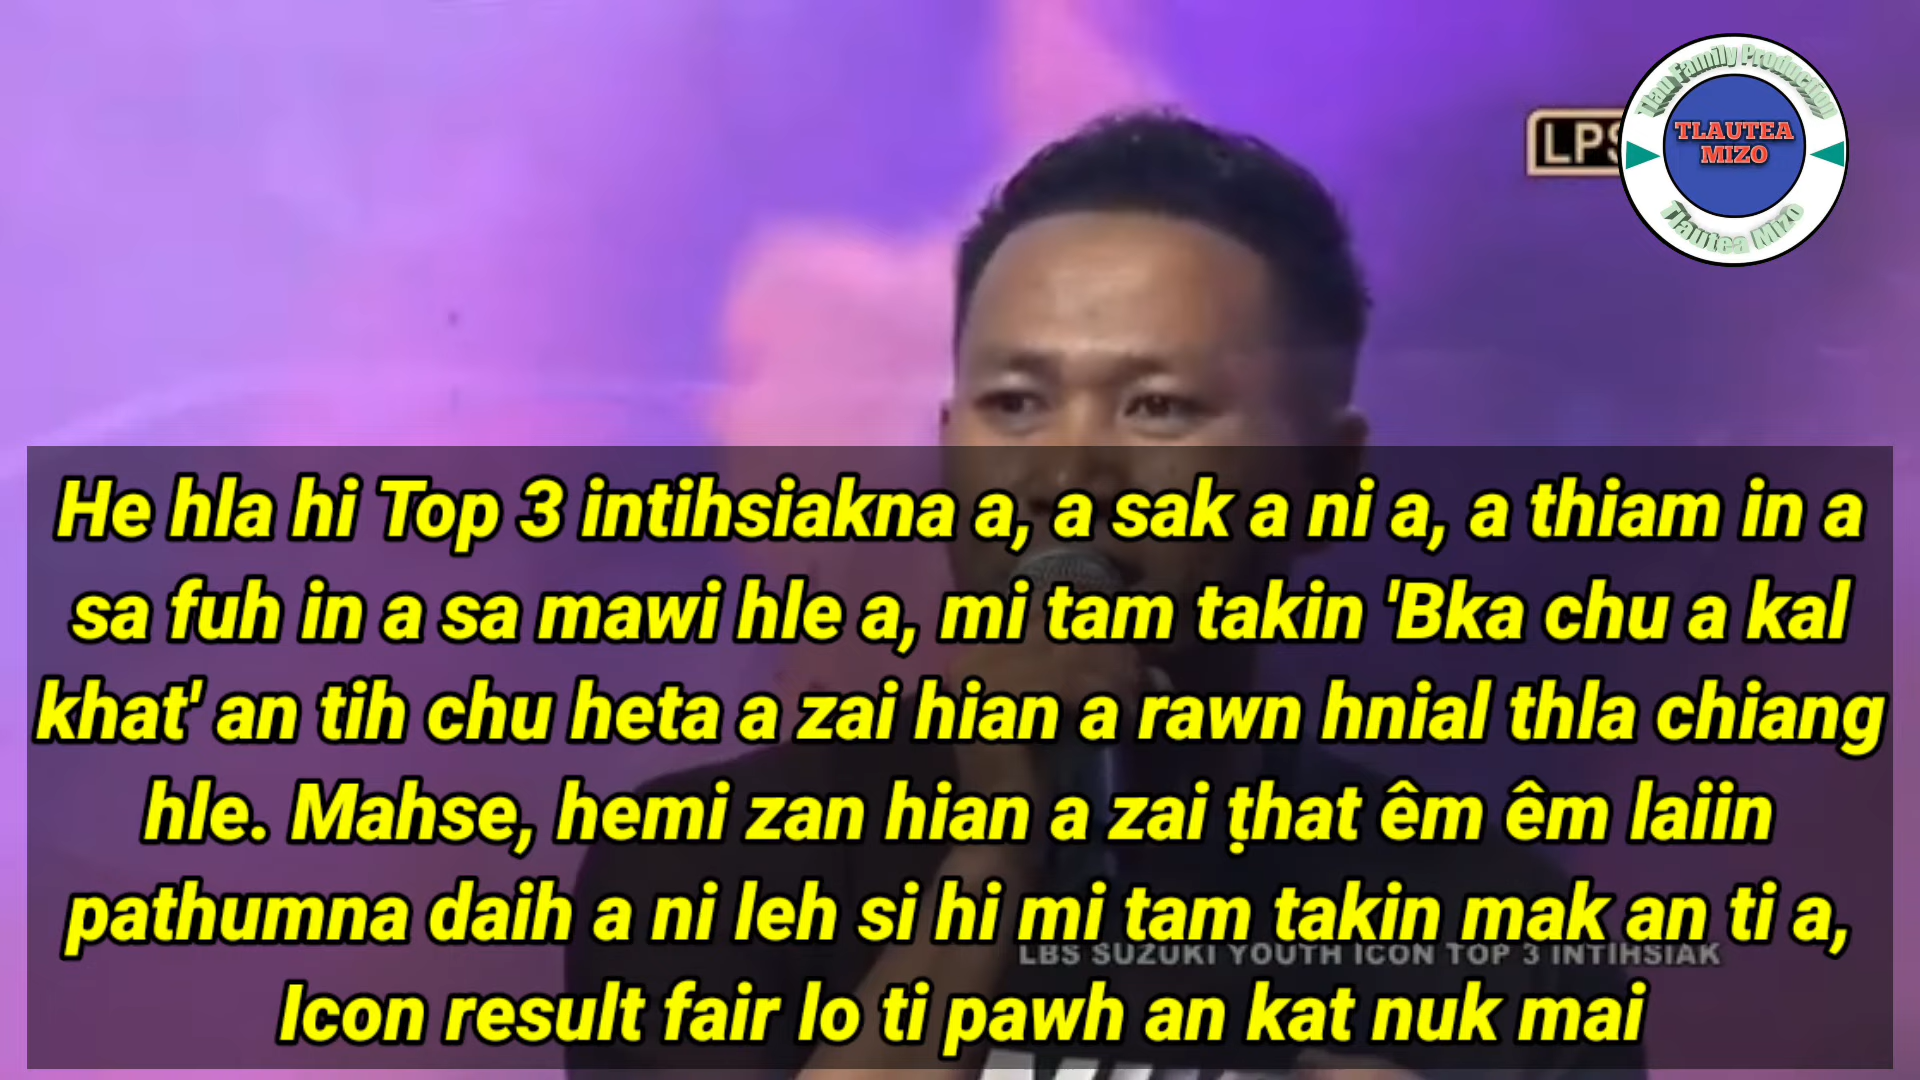 Tlau Family Production
LPS
TLAUTEA
MIZO
Tlautea Mizo
He hla hi Top 3 intihsiakna a, a sak a ni a, a thiam in a
sa fuh in a sa mawi hle a, mi tam takin 'Bka chu a kal
khat' an tih chu heta a zai hian a rawn hnial thla chiang
hle. Mahse, hemi zan hian a zai ṭhat êm êm laiin
pathumna daih a ni leh si hi mi tam takin mak an ti a,
LBS SUZUKI YOUTH ICON TOP 3 INTIHSIAK
Icon result fair lo ti pawh an kat nuk mai